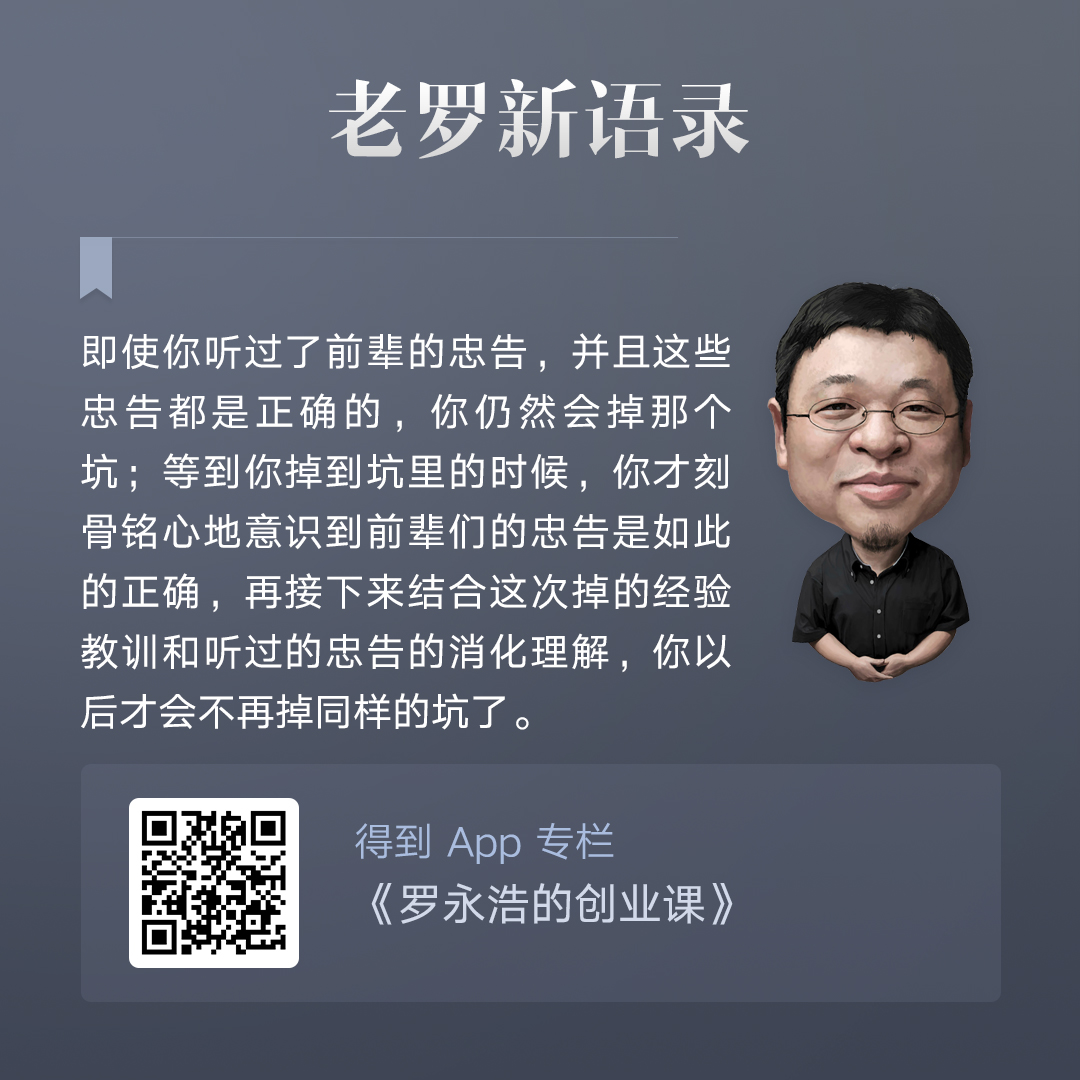 老罗新语录
即使你听过了前辈的忠告，并且这些
忠告都是正确的，你仍然会掉那个
坑；等到你掉到坑里的时候，你才刻
骨铭心地意识到前辈们的忠告是如此
的正确，再接下来结合这次掉的经验
教训和听过的忠告的消化理解，你以
后才会不再掉同样的坑了。
得到 App 专栏
《罗永浩的创业课》